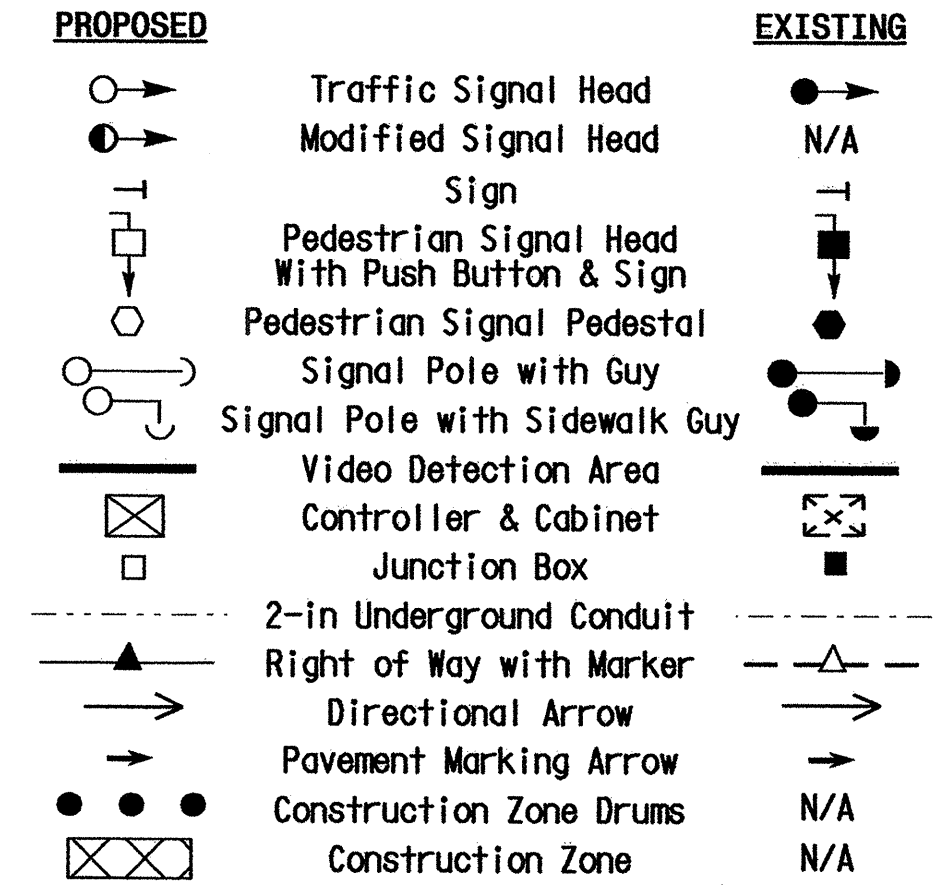 PROPOSED EXISTING
Traffic Signal Head
Modified Signal Head N/A
Sign
Pedestrian Signal Head
With Push Button & Sign
Pedestrian Signal Pedestal
Signal Pole with Guy
Signal Pole with Sidewalk Guy
Video Detection Area
Controller & Cabinet
Junction Box
2-in Underground Conduit
Right of Way with Marker
Directional Arrow
Pavement Marking Arrow
Construction Zone Drums N/A
Construction Zone N/A